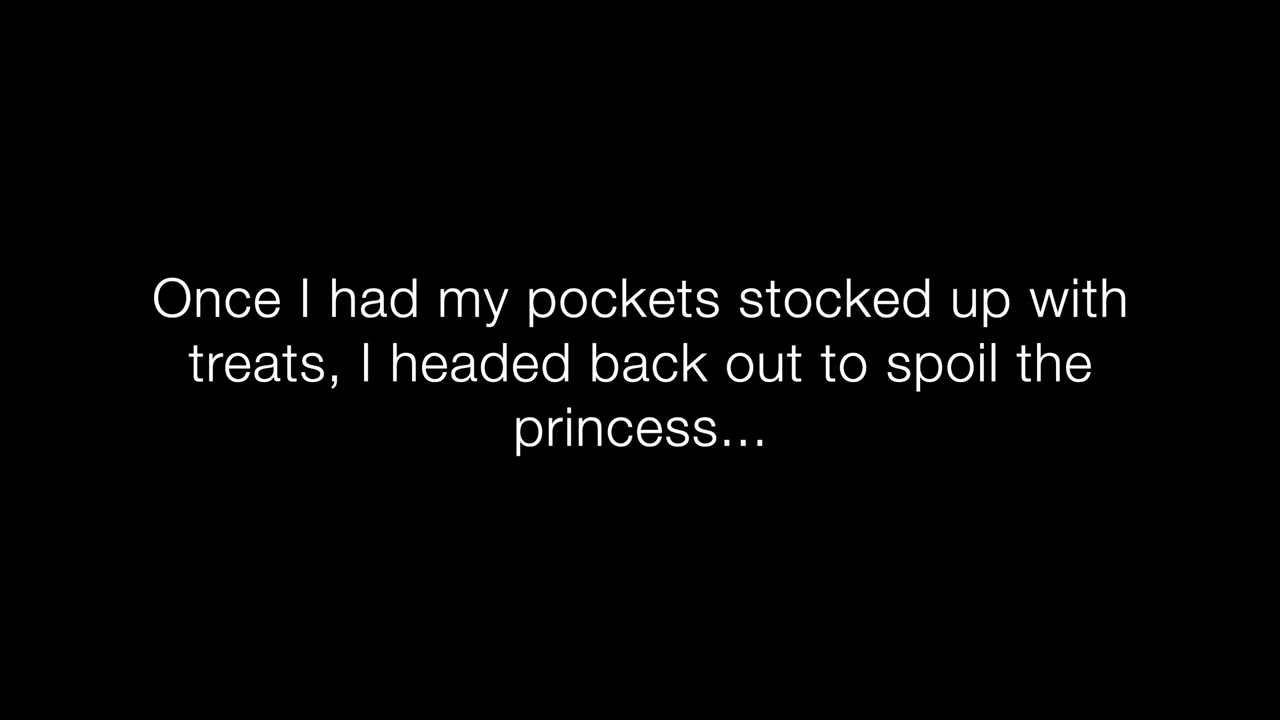 Once I had my pockets stocked up with
treats, I headed back out to spoil the
princess...